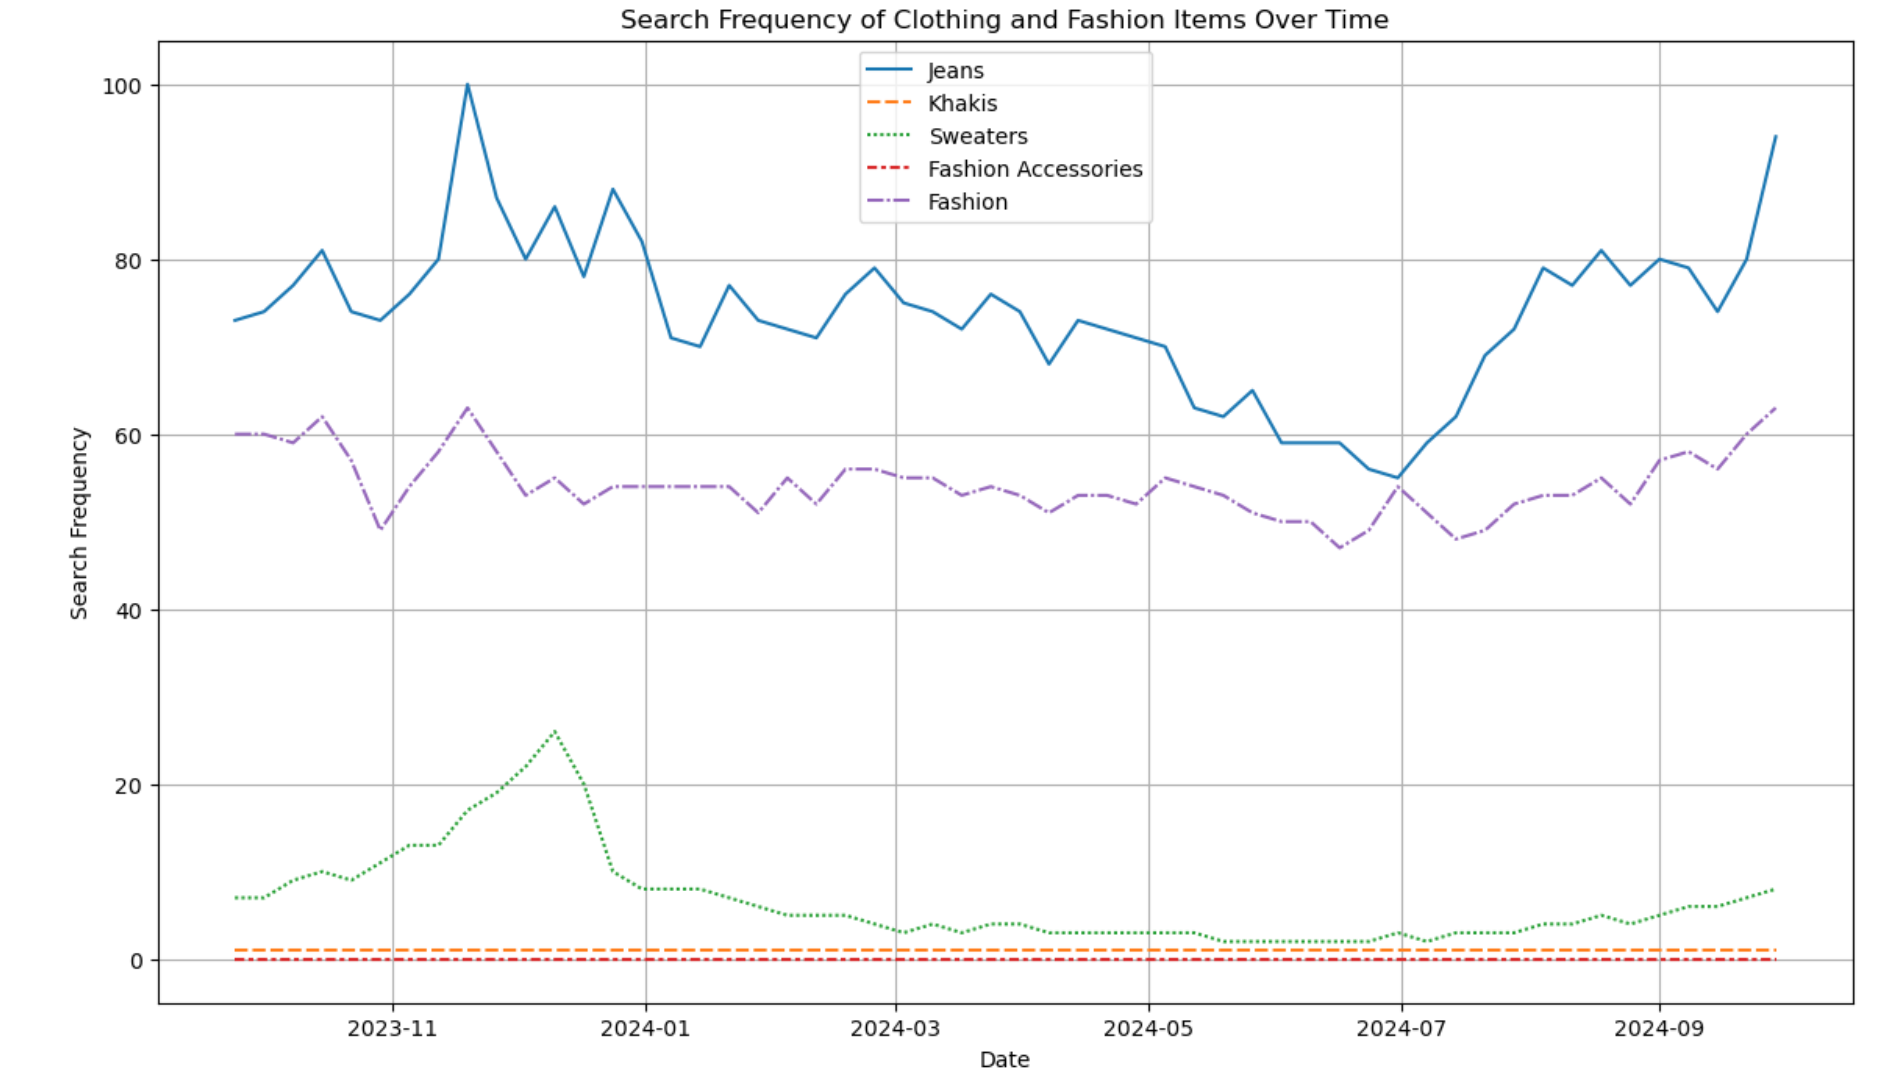 Search Frequency of Clothing and Fashion Items Over Time
Jeans
Khakis
Sweaters
Fashion Accessories
Fashion
Search Frequency
100
80
60
40
20
0
2023-11 2024-01 2024-03 2024-05 2024-07 2024-09
Date